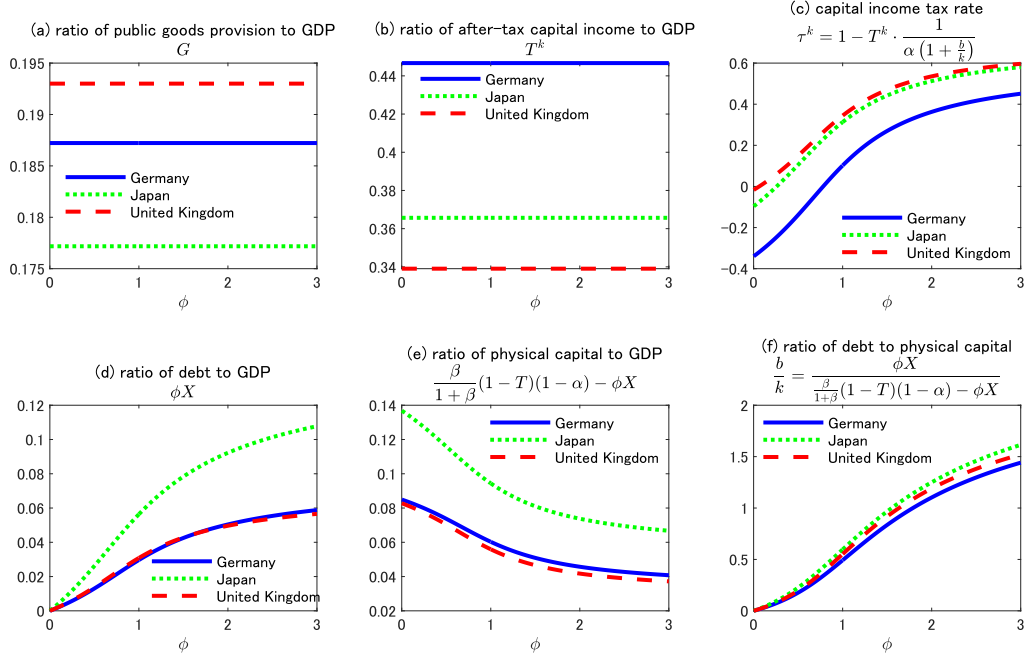 (a) ratio of public goods provision to GDP
G
0.195
0.19
0.185
0.18
0.175
Germany
Japan
United Kingdom
0 1 2 3
ϕ
(b) ratio of after-tax capital income to GDP
T^k
0.44
0.42
0.4
0.38
0.36
0.34
Germany
Japan
United Kingdom
0 1 2 3
ϕ
(c) capital income tax rate
τ^k = 1 − T^k · 1 / α(1 + b/k)
0.6
0.4
0.2
0
−0.2
−0.4
Germany
Japan
United Kingdom
0 1 2 3
ϕ
(d) ratio of debt to GDP
ϕX
0.12
0.1
0.08
0.06
0.04
0.02
0
Germany
Japan
United Kingdom
0 1 2 3
ϕ
(e) ratio of physical capital to GDP
β/1+β (1 − T)(1 − α) − ϕX
0.14
0.12
0.1
0.08
0.06
0.04
0.02
Germany
Japan
United Kingdom
0 1 2 3
ϕ
(f) ratio of debt to physical capital
b/k = ϕX / β/1+β (1 − T)(1 − α) − ϕX
2
1.5
1
0.5
0
Germany
Japan
United Kingdom
0 1 2 3
ϕ